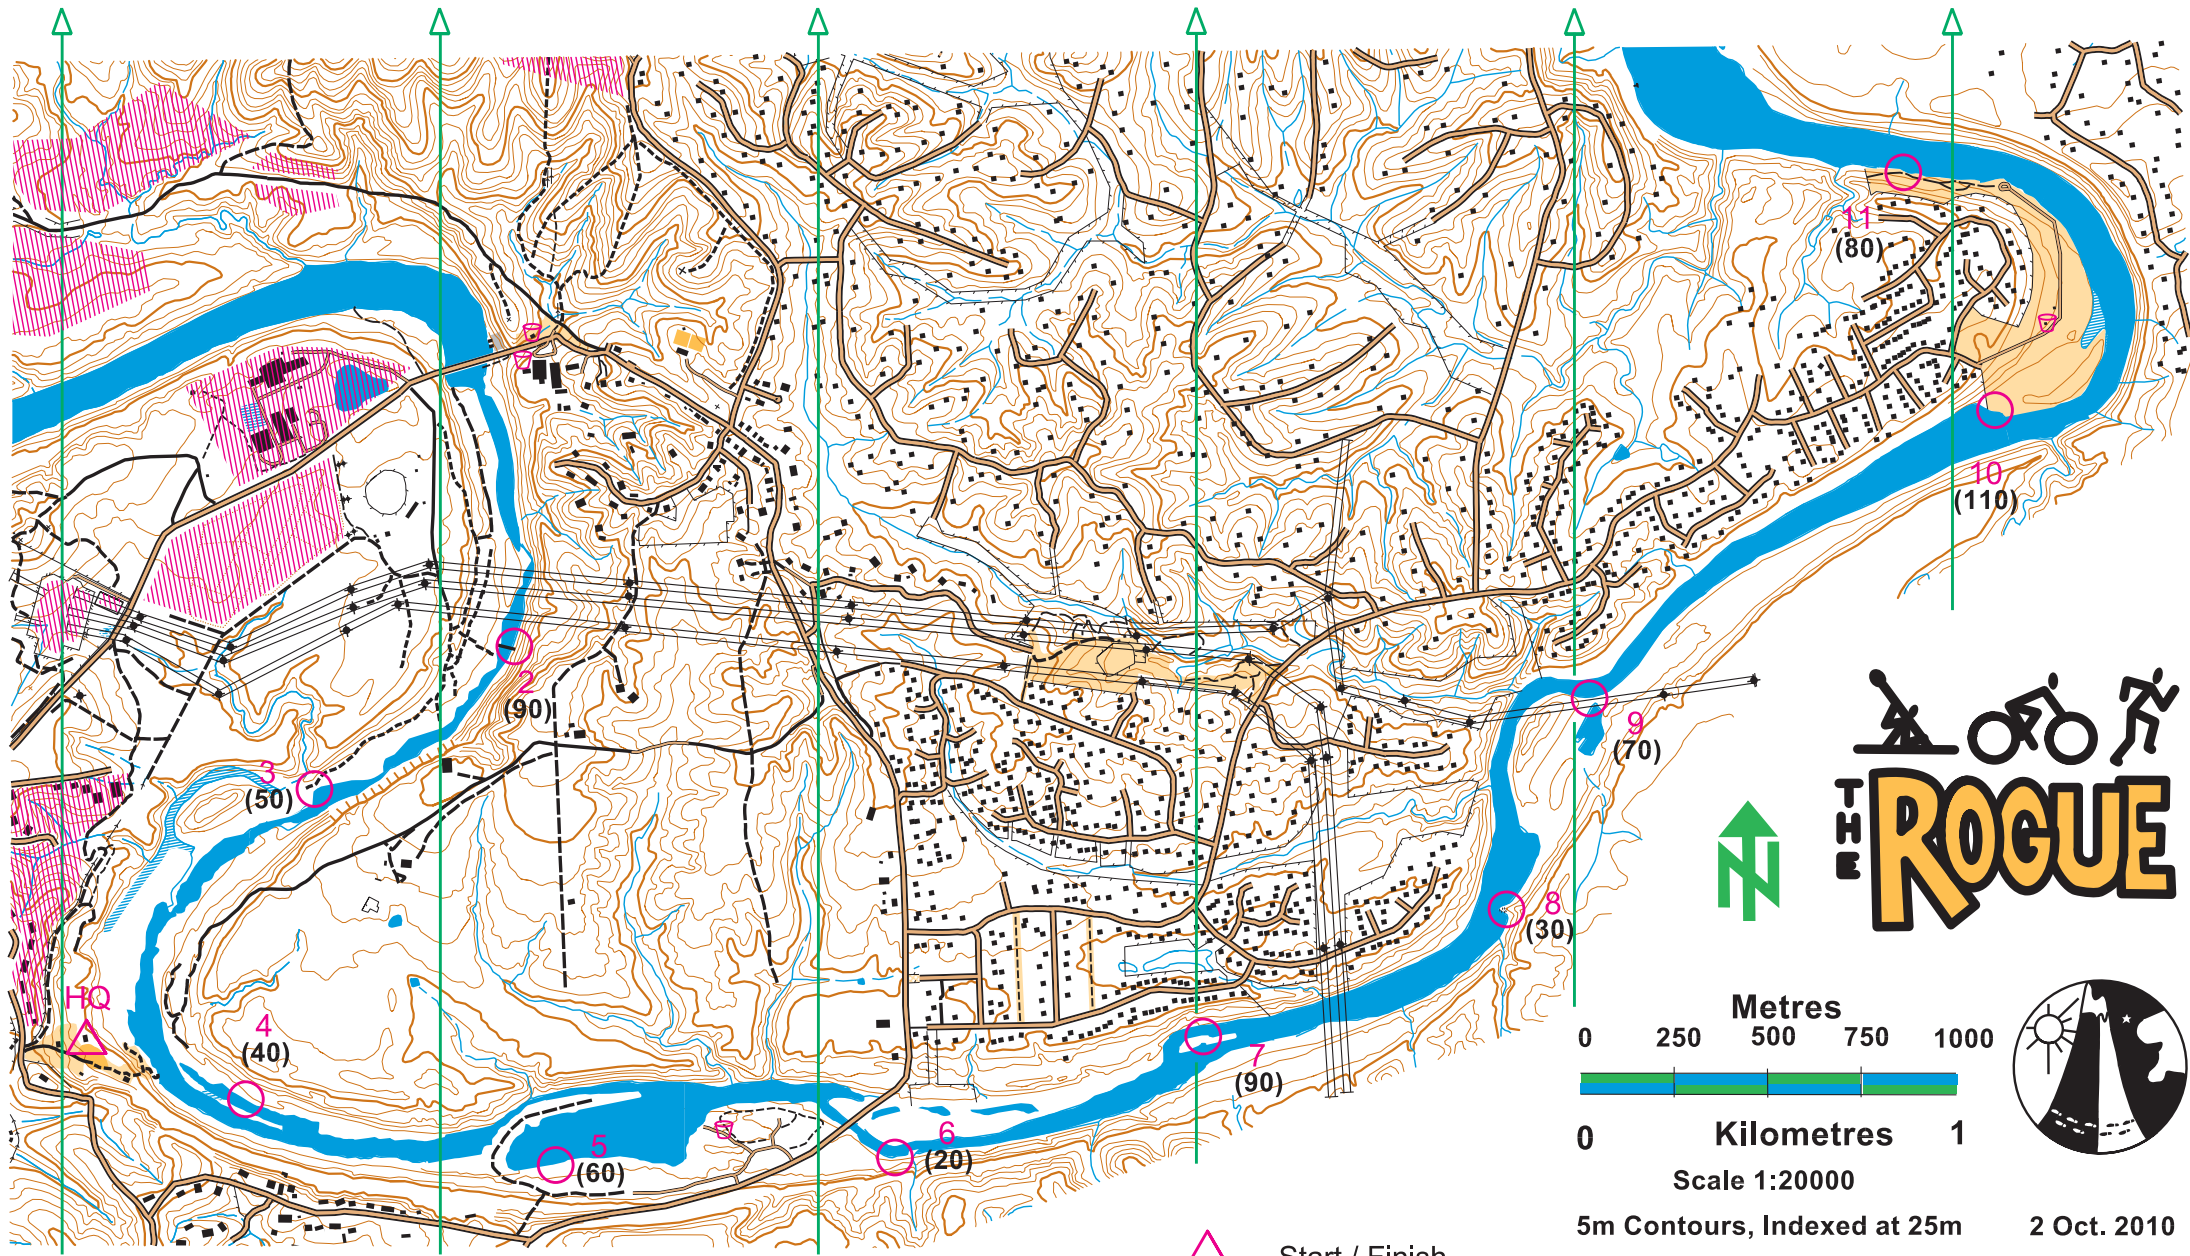 11
(80)
10
(110)
2
(90)
9
(70)
3
(50)
8
(30)
HQ
4
(40)
7
(90)
6
(20)
5
(60)
THE
ROGUE
N
Metres
0 250 500 750 1000
0 Kilometres 1
Scale 1:20000
5m Contours, Indexed at 25m
2 Oct. 2010
Start / Finish